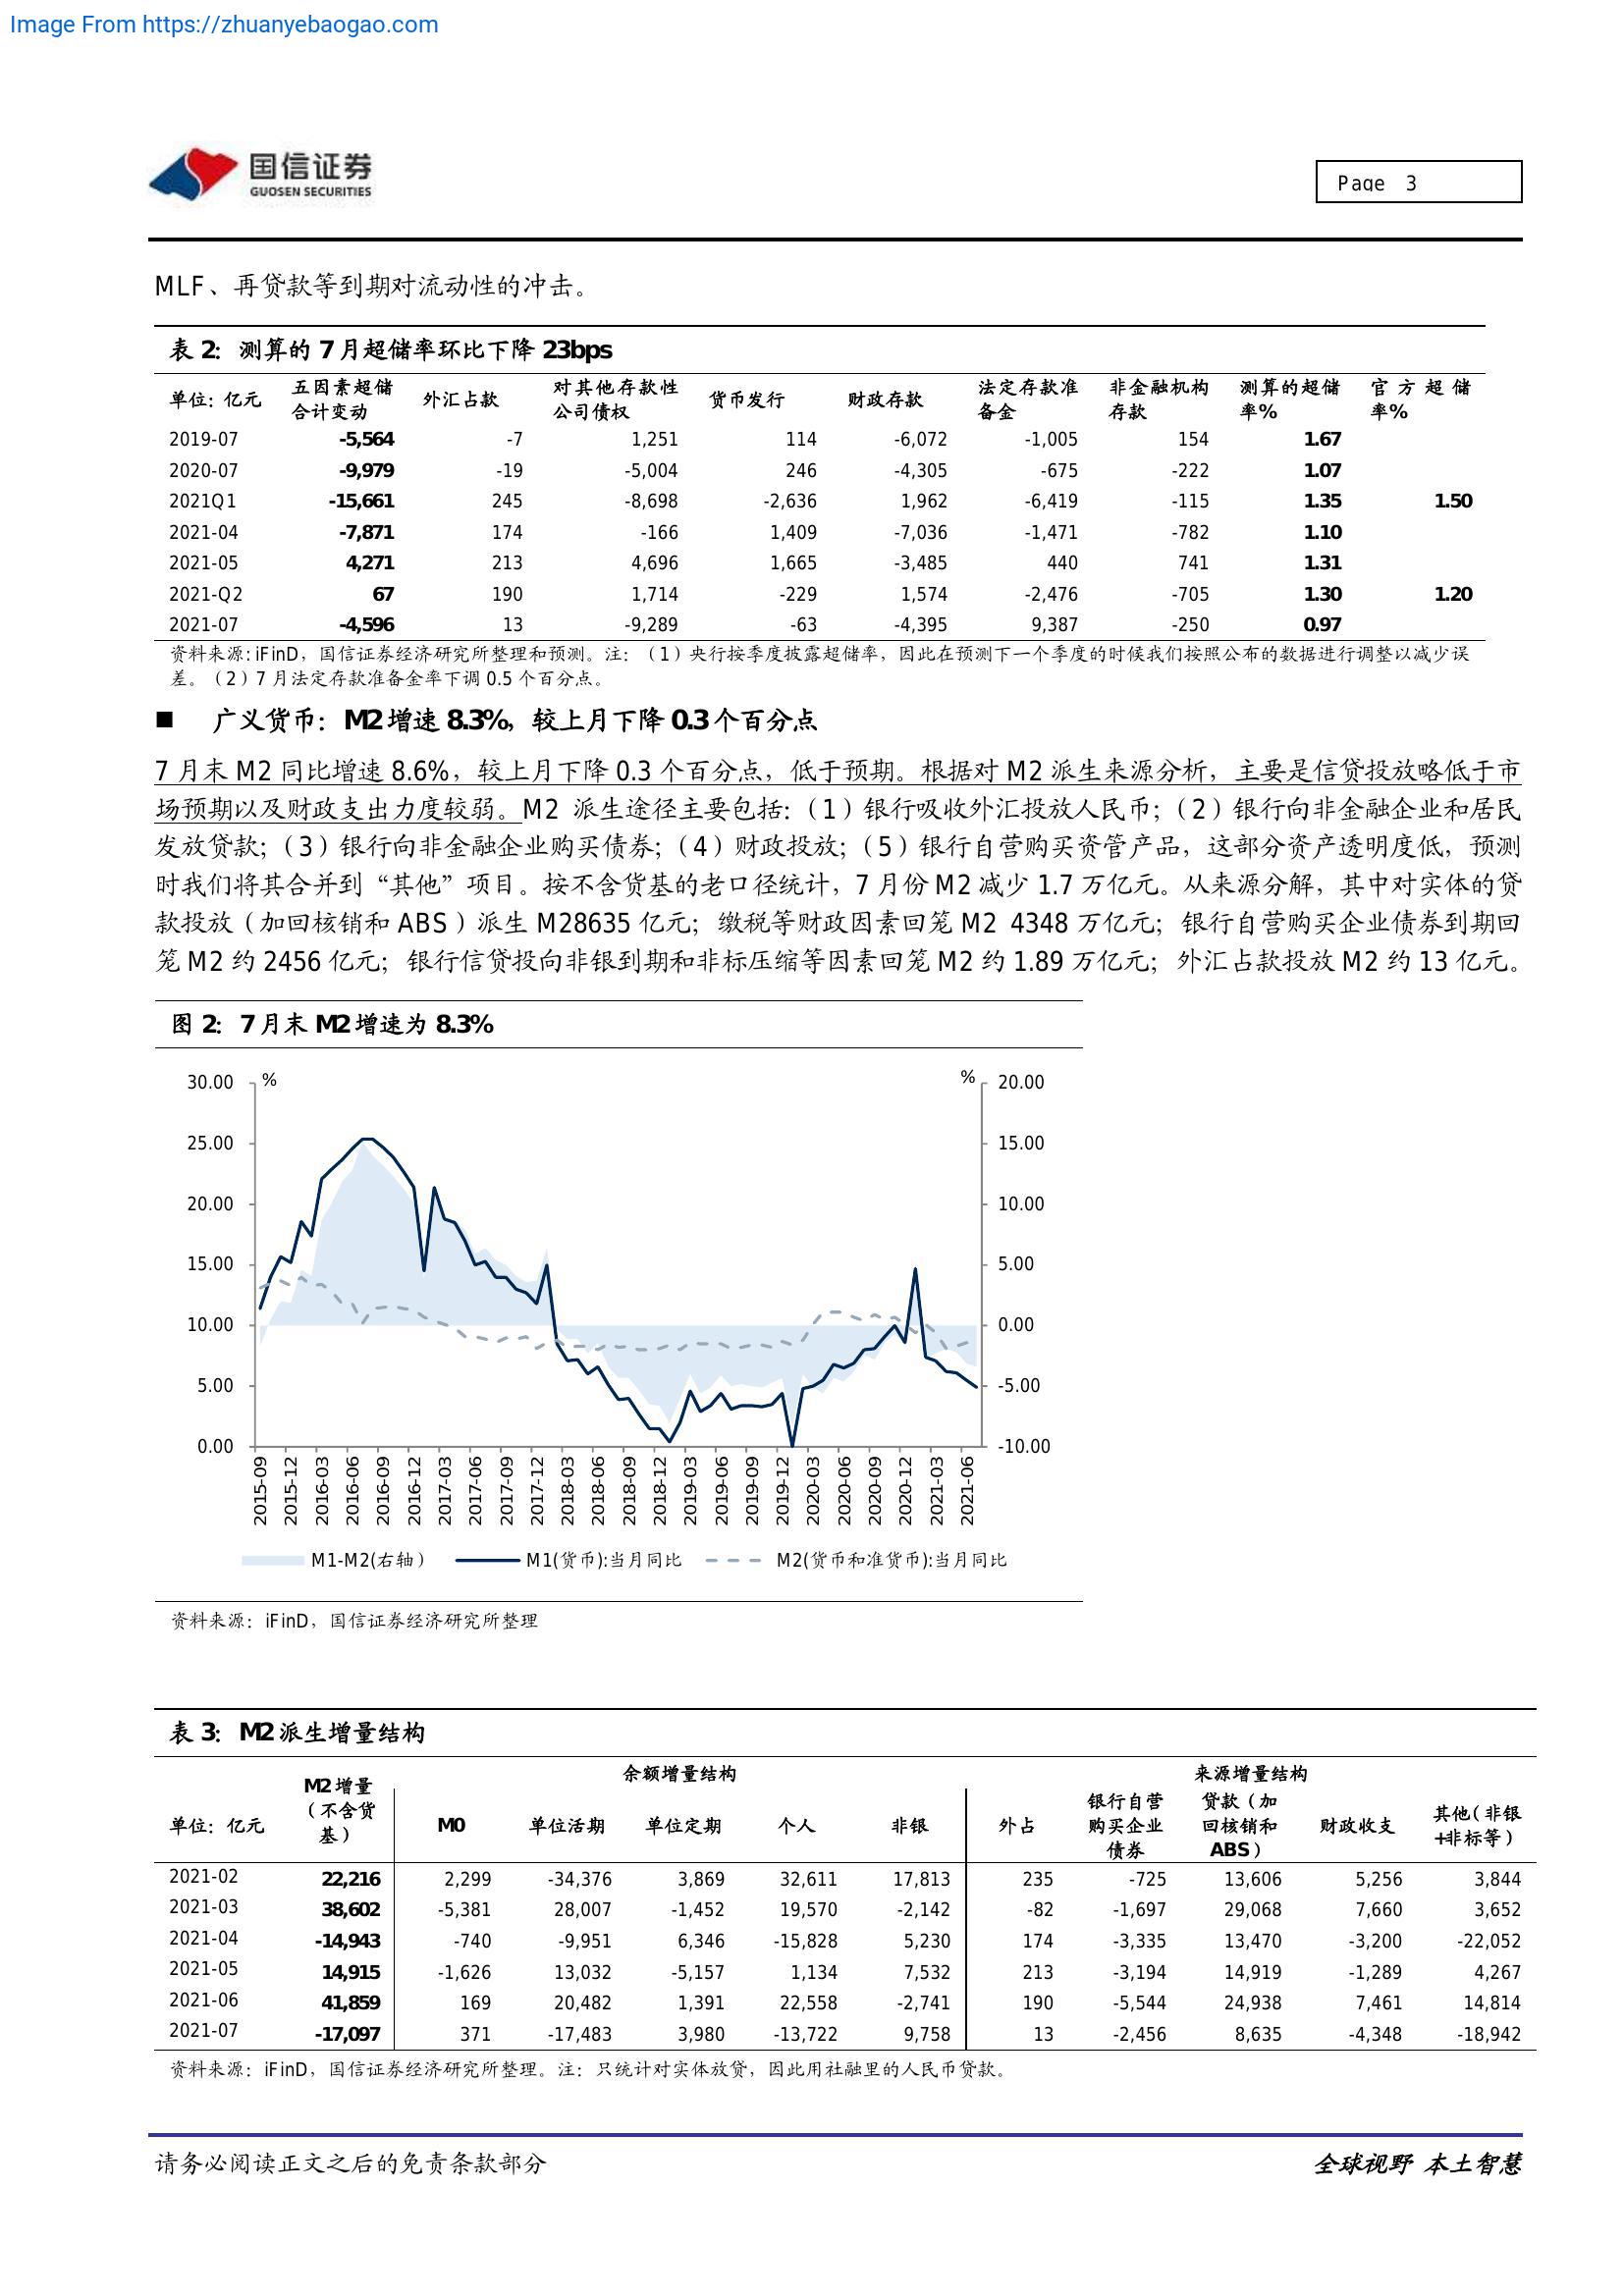 Image From https://zhuanyebaogao.com
国信证券
GUOSEN SECURITIES
Page 3
MLF、再贷款等到期对流动性的冲击。
表 2：测算的 7 月超储率环比下降 23bps
单位：亿元 五因素超储合计变动 外汇占款 对其他存款性公司债权 货币发行 财政存款 法定存款准备金 非金融机构存款 测算的超储率% 官方超储率%
2019-07 -5,564 -7 1,251 114 -6,072 -1,005 154 1.67
2020-07 -9,979 -19 -5,004 246 -4,305 -675 -222 1.07
2021Q1 -15,661 245 -8,698 -2,636 1,962 -6,419 -115 1.35 1.50
2021-04 -7,871 174 -166 1,409 -7,036 -1,471 -782 1.10
2021-05 4,271 213 4,696 1,665 -3,485 440 741 1.31
2021-Q2 67 190 1,714 -229 1,574 -2,476 -705 1.30 1.20
2021-07 -4,596 13 -9,289 -63 -4,395 9,387 -250 0.97
资料来源: iFinD，国信证券经济研究所整理和预测。注：（1）央行按季度披露超储率，因此在预测下一个季度的时候我们按照公布的数据进行调整以减少误
差。（2）7 月法定存款准备金率下调 0.5 个百分点。
■ 广义货币：M2 增速 8.3%，较上月下降 0.3 个百分点
7 月末 M2 同比增速 8.6%，较上月下降 0.3 个百分点，低于预期。根据对 M2 派生来源分析，主要是信贷投放略低于市
场预期以及财政支出力度较弱。M2 派生途径主要包括：（1）银行吸收外汇投放人民币；（2）银行向非金融企业和居民
发放贷款；（3）银行向非金融企业购买债券；（4）财政投放；（5）银行自营购买资管产品，这部分资产透明度低，预测
时我们将其合并到“其他”项目。按不含货基的老口径统计，7 月份 M2 减少 1.7 万亿元。从来源分解，其中对实体的贷
款投放（加回核销和 ABS）派生 M28635 亿元；缴税等财政因素回笼 M2 4348 万亿元；银行自营购买企业债券到期回
笼 M2 约 2456 亿元；银行信贷投向非银到期和非标压缩等因素回笼 M2 约 1.89 万亿元；外汇占款投放 M2 约 13 亿元。
图 2：7 月末 M2 增速为 8.3%
% %
30.00 20.00
25.00 15.00
20.00 10.00
15.00 5.00
10.00 0.00
5.00 -5.00
0.00 -10.00
2015-09 2015-12 2016-03 2016-06 2016-09 2016-12 2017-03 2017-06 2017-09 2017-12 2018-03 2018-06 2018-09 2018-12 2019-03 2019-06 2019-09 2019-12 2020-03 2020-06 2020-09 2020-12 2021-03 2021-06
M1-M2(右轴） M1(货币):当月同比 M2(货币和准货币):当月同比
资料来源：iFinD，国信证券经济研究所整理
表 3：M2 派生增量结构
余额增量结构 来源增量结构
单位：亿元 M2 增量（不含货基） M0 单位活期 单位定期 个人 非银 外占 银行自营购买企业债券 贷款（加回核销和ABS） 财政收支 其他（非银+非标等）
2021-02 22,216 2,299 -34,376 3,869 32,611 17,813 235 -725 13,606 5,256 3,844
2021-03 38,602 -5,381 28,007 -1,452 19,570 -2,142 -82 -1,697 29,068 7,660 3,652
2021-04 -14,943 -740 -9,951 6,346 -15,828 5,230 174 -3,335 13,470 -3,200 -22,052
2021-05 14,915 -1,626 13,032 -5,157 1,134 7,532 213 -3,194 14,919 -1,289 4,267
2021-06 41,859 169 20,482 1,391 22,558 -2,741 190 -5,544 24,938 7,461 14,814
2021-07 -17,097 371 -17,483 3,980 -13,722 9,758 13 -2,456 8,635 -4,348 -18,942
资料来源：iFinD，国信证券经济研究所整理。注：只统计对实体放贷，因此用社融里的人民币贷款。
请务必阅读正文之后的免责条款部分 全球视野 本土智慧